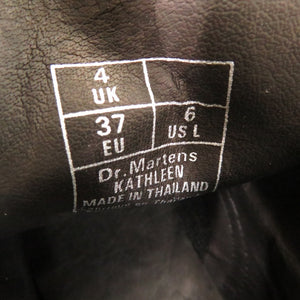 4
UK
37
EU
6
US L
Dr. Martens
KATHLEEN
MADE IN THAILAND